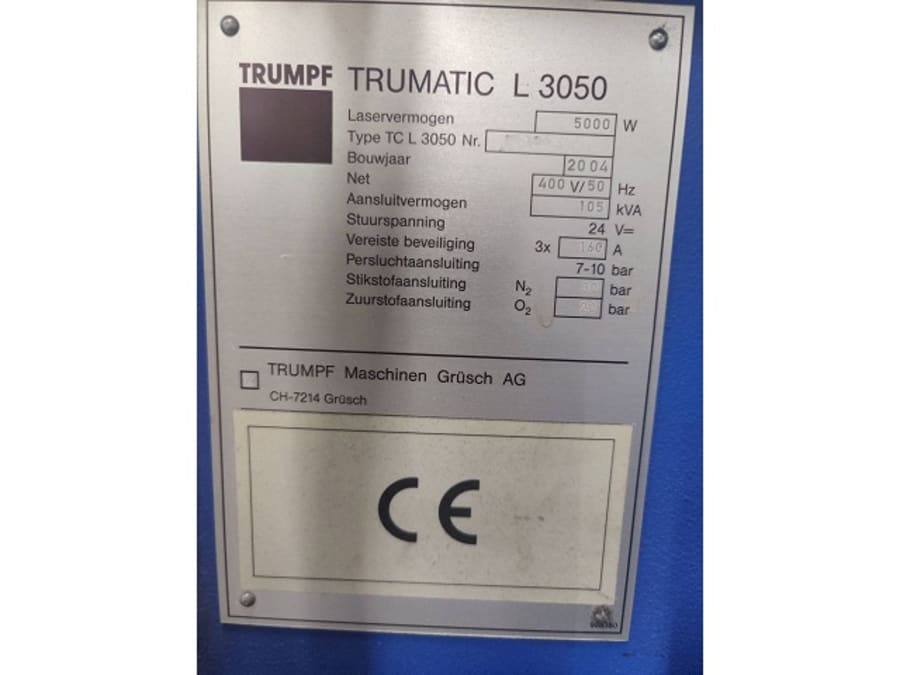 TRUMPF
TRUMATIC L 3050
Laservermogen 5000 W
Type TC L 3050 Nr.
Bouwjaar 2004
Net 400 V/50 Hz
Aansluitvermogen 105 kVA
Stuurspanning 24 V=
Vereiste beveiliging 3x 160 A
Persluchtaansluiting 7-10 bar
Stikstofaansluiting N2 bar
Zuurstofaansluiting O2 bar
TRUMPF Maschinen Grüsch AG
CH-7214 Grüsch
CE